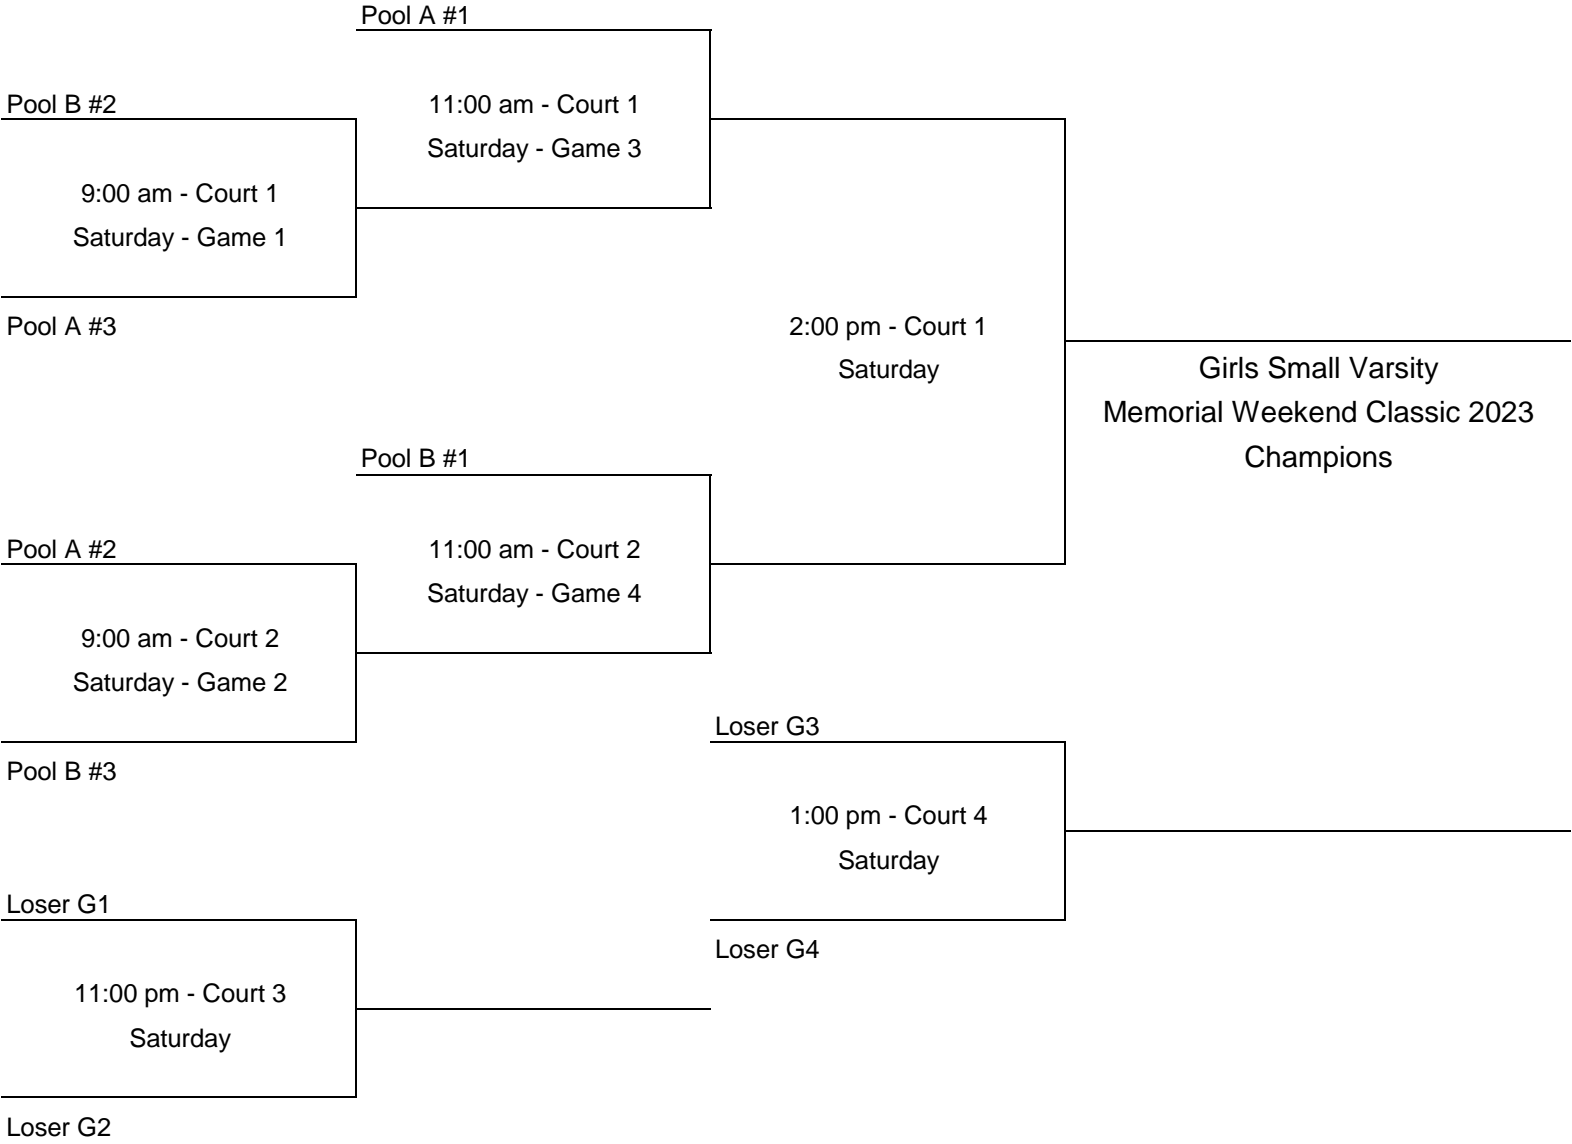 Pool A #1
Pool B #2
11:00 am - Court 1
Saturday - Game 3
9:00 am - Court 1
Saturday - Game 1
Pool A #3
2:00 pm - Court 1
Saturday
Girls Small Varsity
Memorial Weekend Classic 2023
Champions
Pool B #1
Pool A #2
11:00 am - Court 2
Saturday - Game 4
9:00 am - Court 2
Saturday - Game 2
Pool B #3
Loser G3
1:00 pm - Court 4
Saturday
Loser G4
Loser G1
11:00 pm - Court 3
Saturday
Loser G2